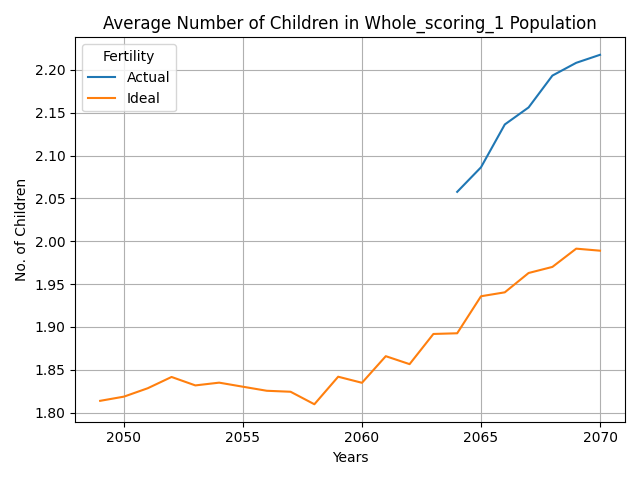 Average Number of Children in Whole_scoring_1 Population
Fertility
Actual
Ideal
No. of Children
2.20
2.15
2.10
2.05
2.00
1.95
1.90
1.85
1.80
2050 2055 2060 2065 2070
Years